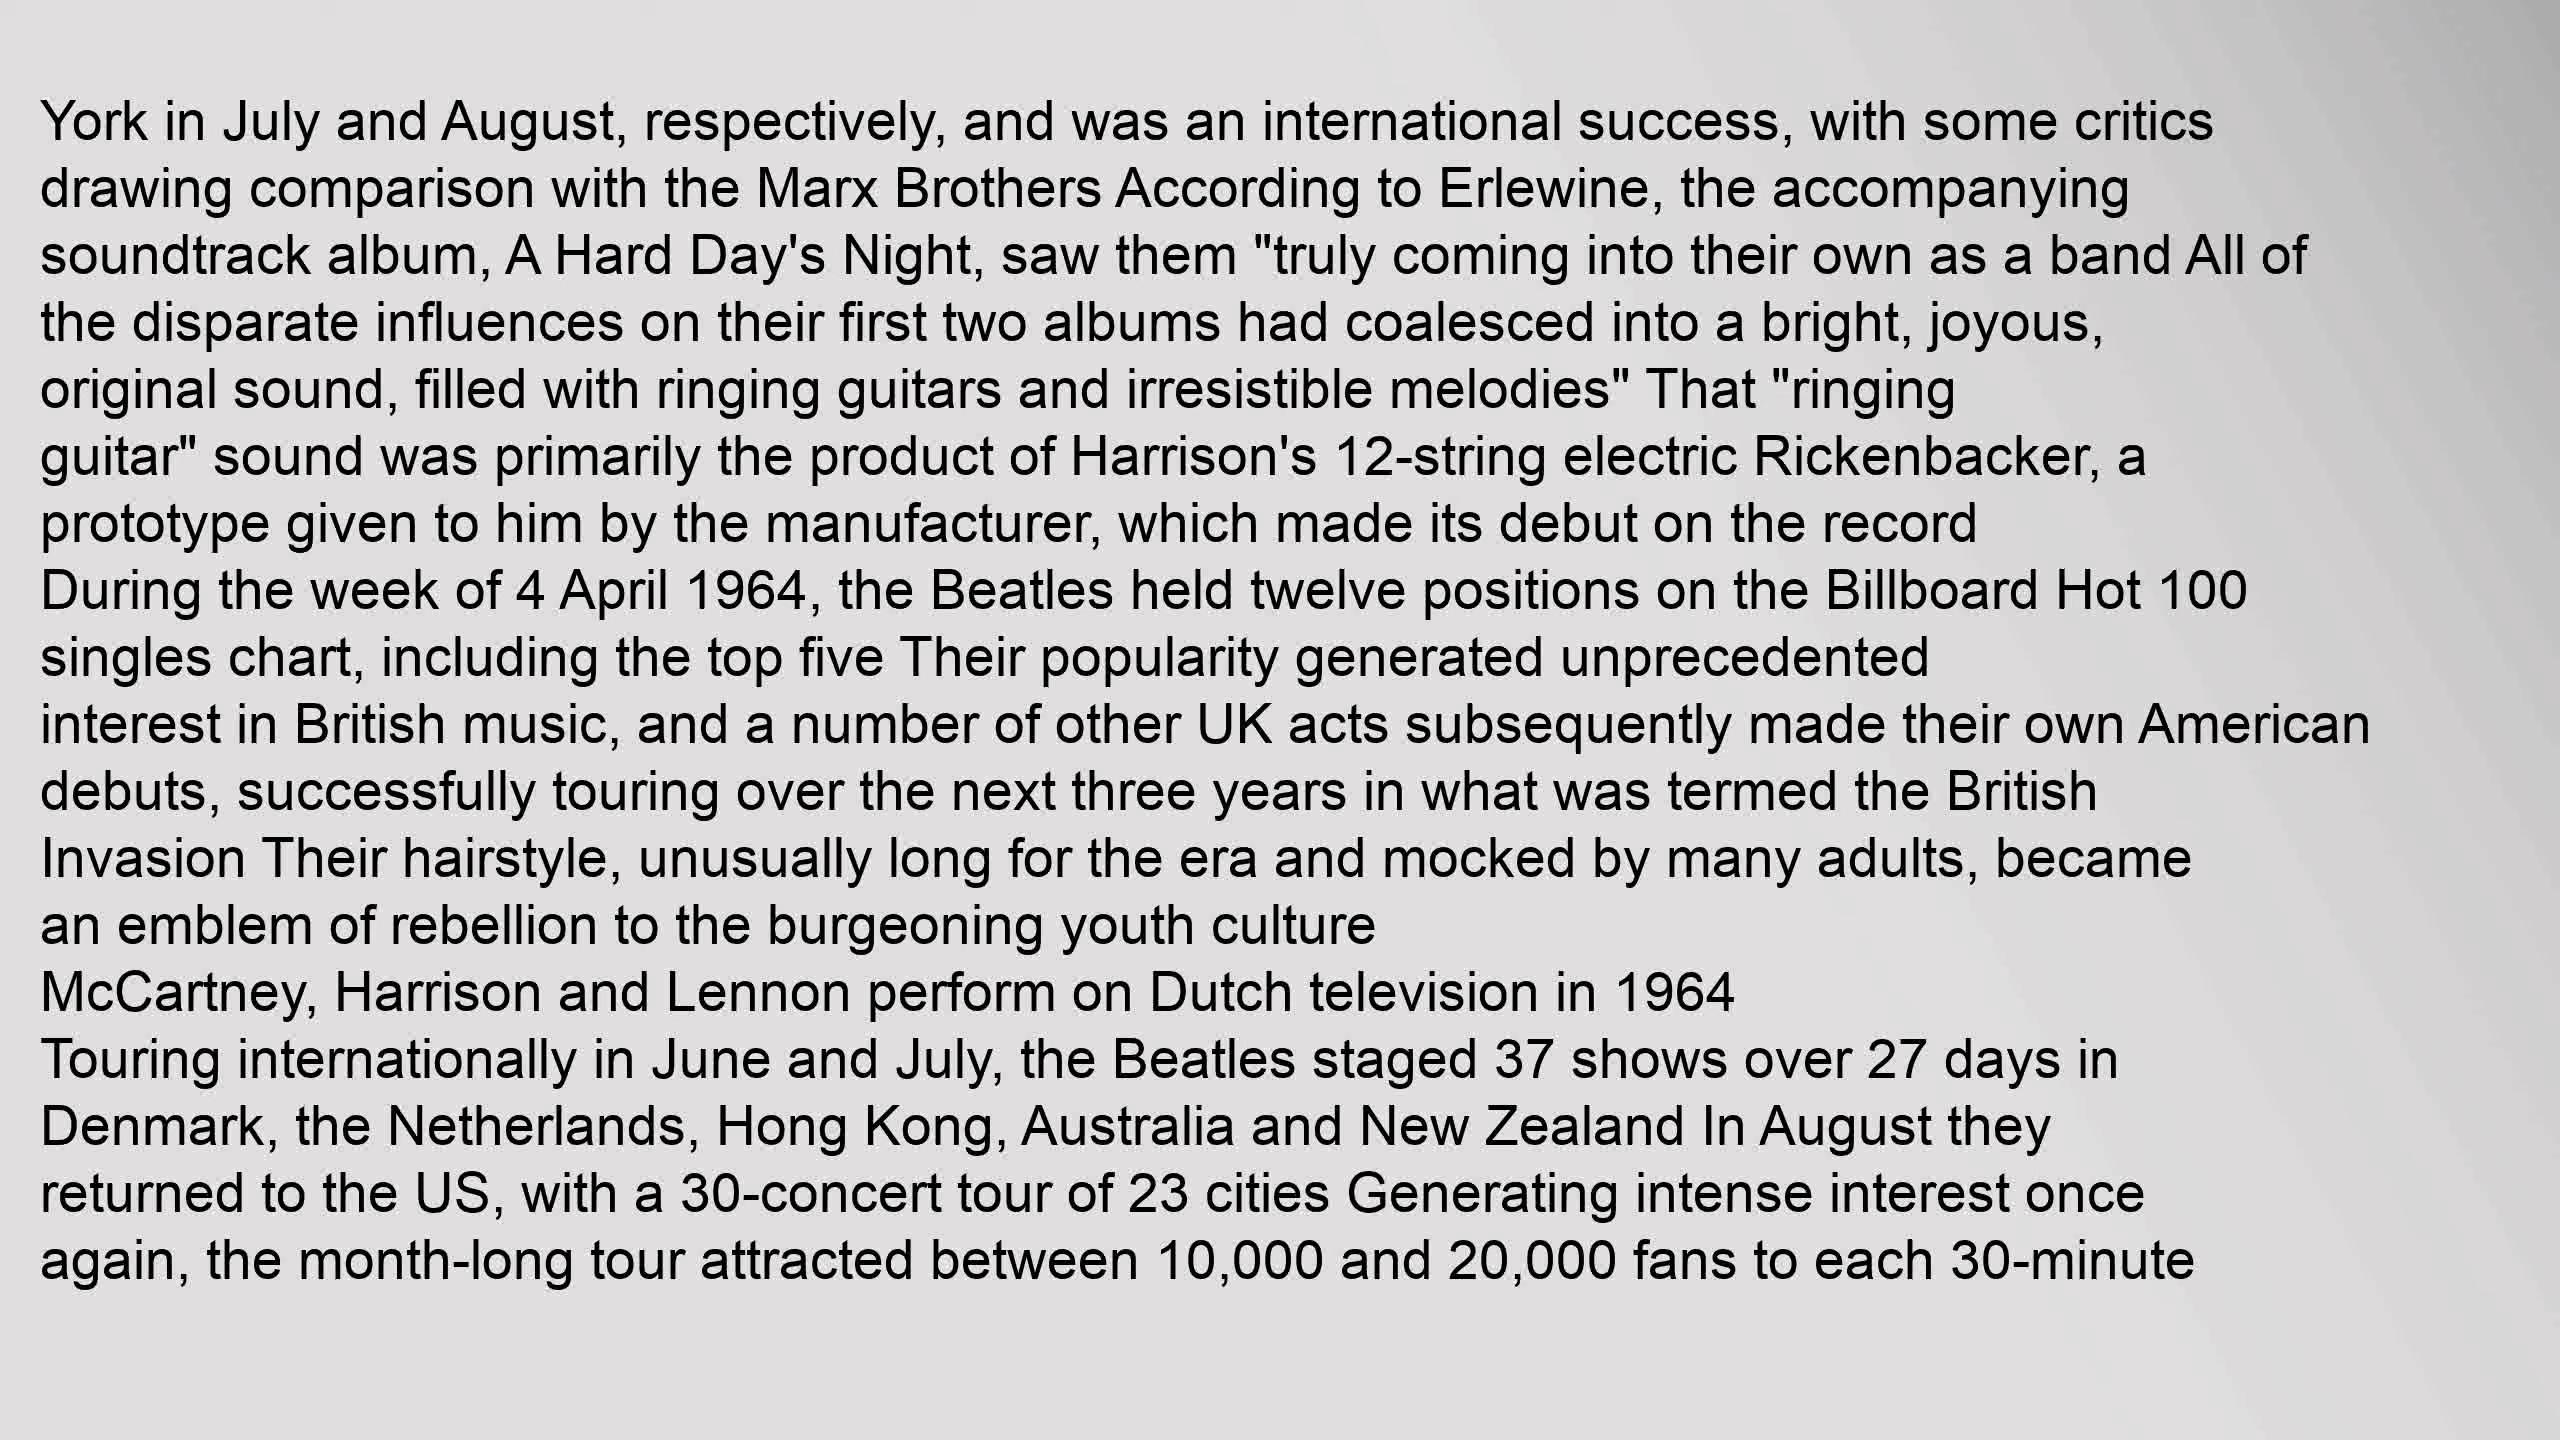 York in July and August, respectively, and was an international success, with some critics
drawing comparison with the Marx Brothers According to Erlewine, the accompanying
soundtrack album, A Hard Day's Night, saw them "truly coming into their own as a band All of
the disparate influences on their first two albums had coalesced into a bright, joyous,
original sound, filled with ringing guitars and irresistible melodies" That "ringing
guitar" sound was primarily the product of Harrison's 12-string electric Rickenbacker, a
prototype given to him by the manufacturer, which made its debut on the record
During the week of 4 April 1964, the Beatles held twelve positions on the Billboard Hot 100
singles chart, including the top five Their popularity generated unprecedented
interest in British music, and a number of other UK acts subsequently made their own American
debuts, successfully touring over the next three years in what was termed the British
Invasion Their hairstyle, unusually long for the era and mocked by many adults, became
an emblem of rebellion to the burgeoning youth culture
McCartney, Harrison and Lennon perform on Dutch television in 1964
Touring internationally in June and July, the Beatles staged 37 shows over 27 days in
Denmark, the Netherlands, Hong Kong, Australia and New Zealand In August they
returned to the US, with a 30-concert tour of 23 cities Generating intense interest once
again, the month-long tour attracted between 10,000 and 20,000 fans to each 30-minute